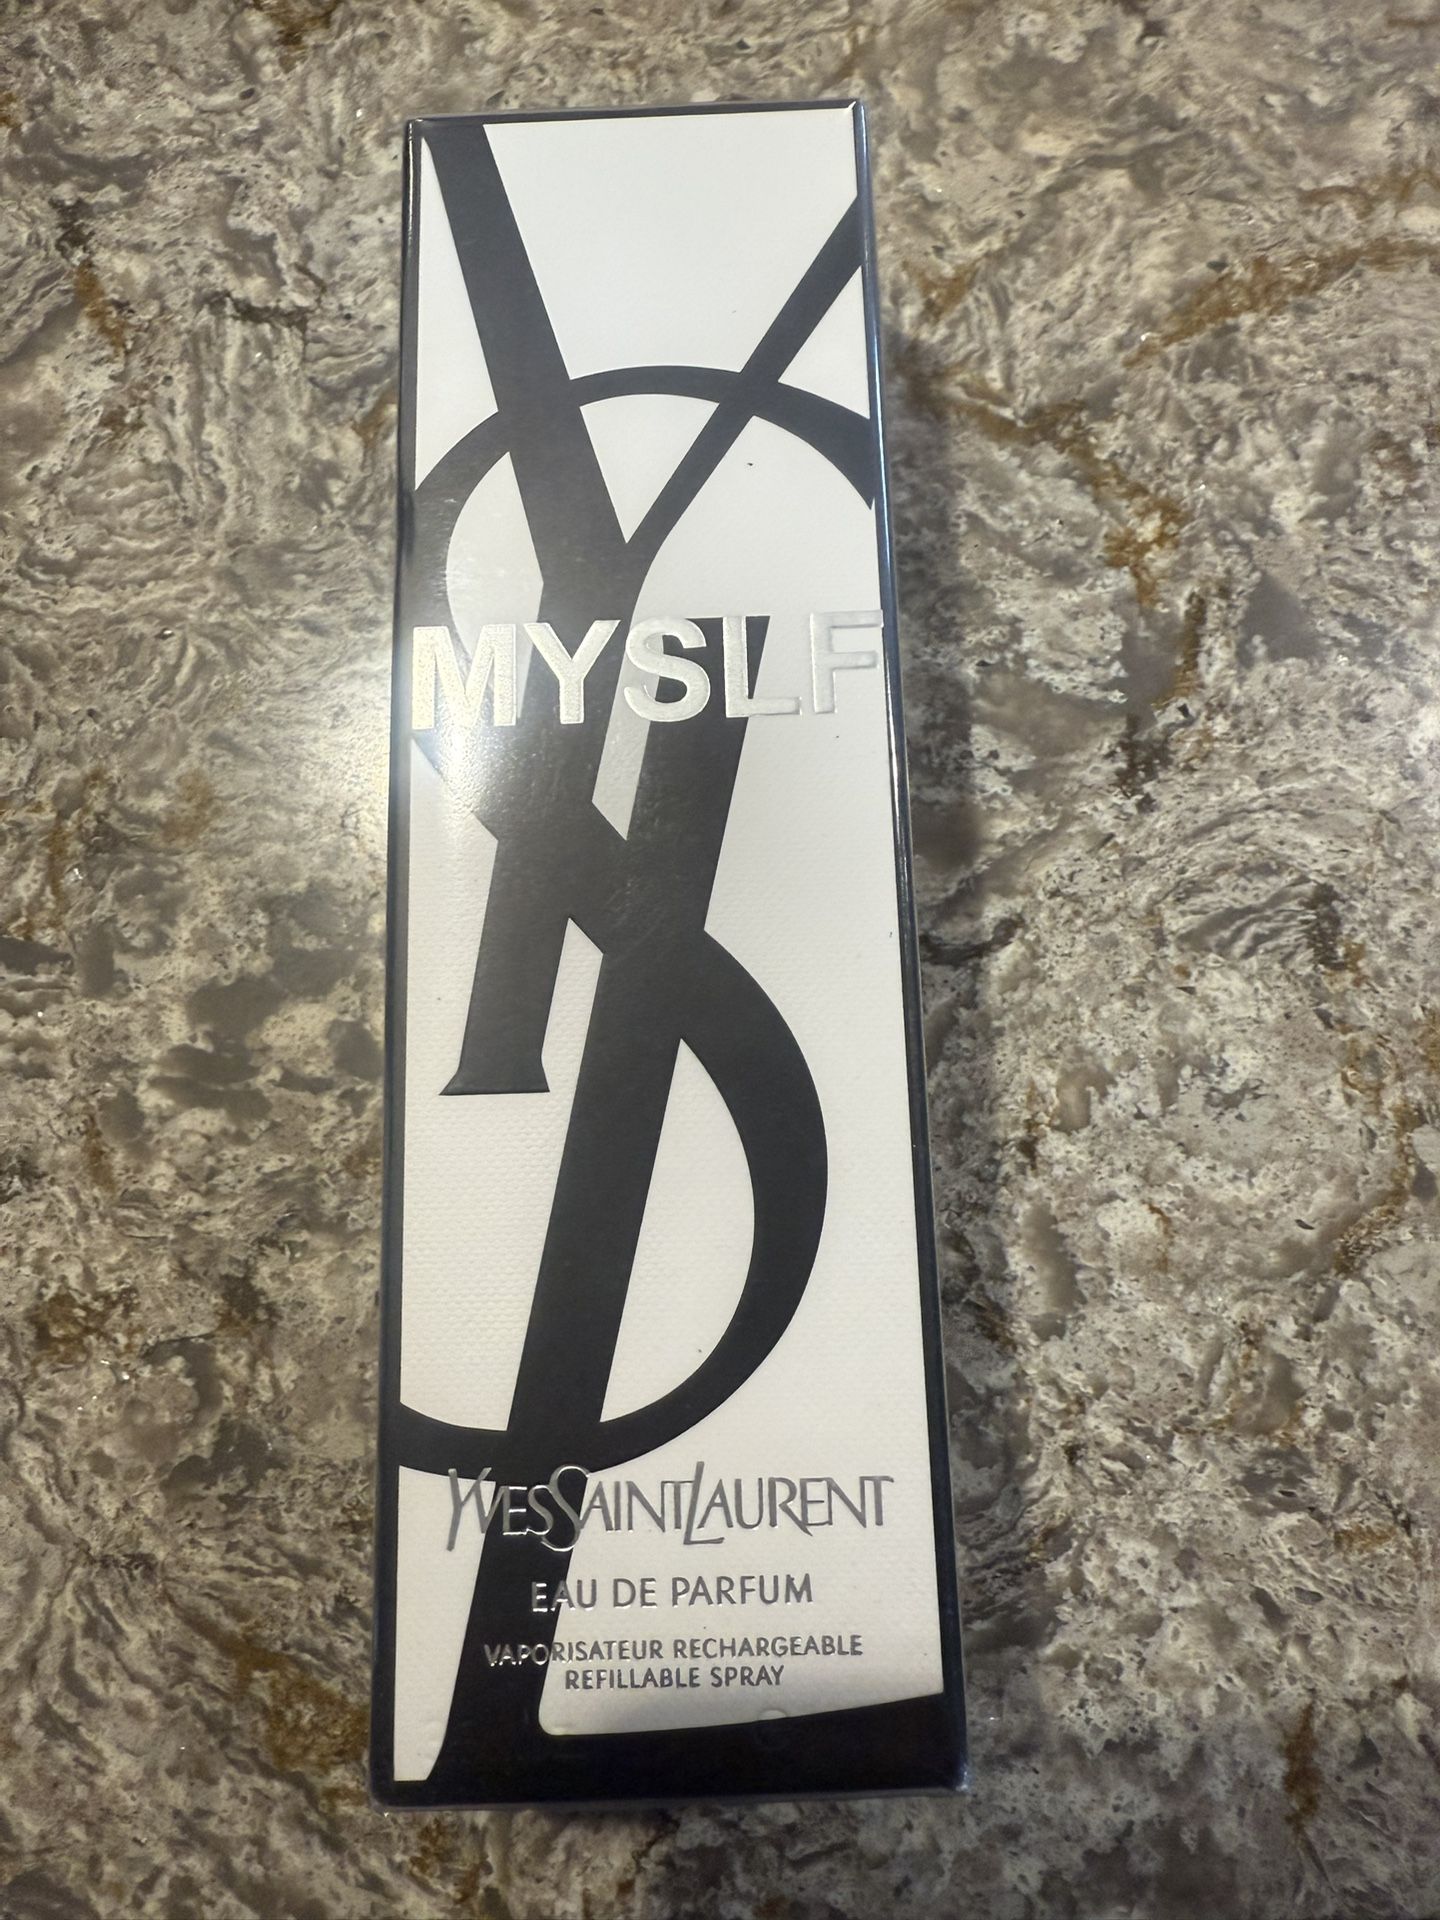 MYSLF
YVESSAINTLAURENT
EAU DE PARFUM
VAPORISATEUR RECHARGEABLE
REFILLABLE SPRAY